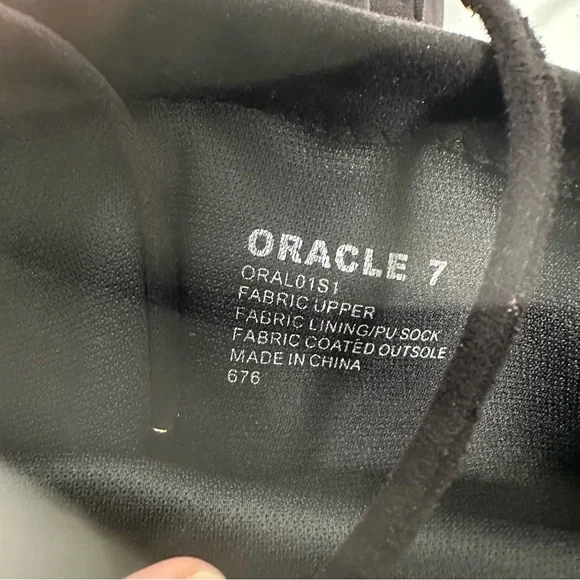 ORACLE 7
ORAL01S1
FABRIC UPPER
FABRIC LINING/PU SOCK
FABRIC COATED OUTSOLE
MADE IN CHINA
676